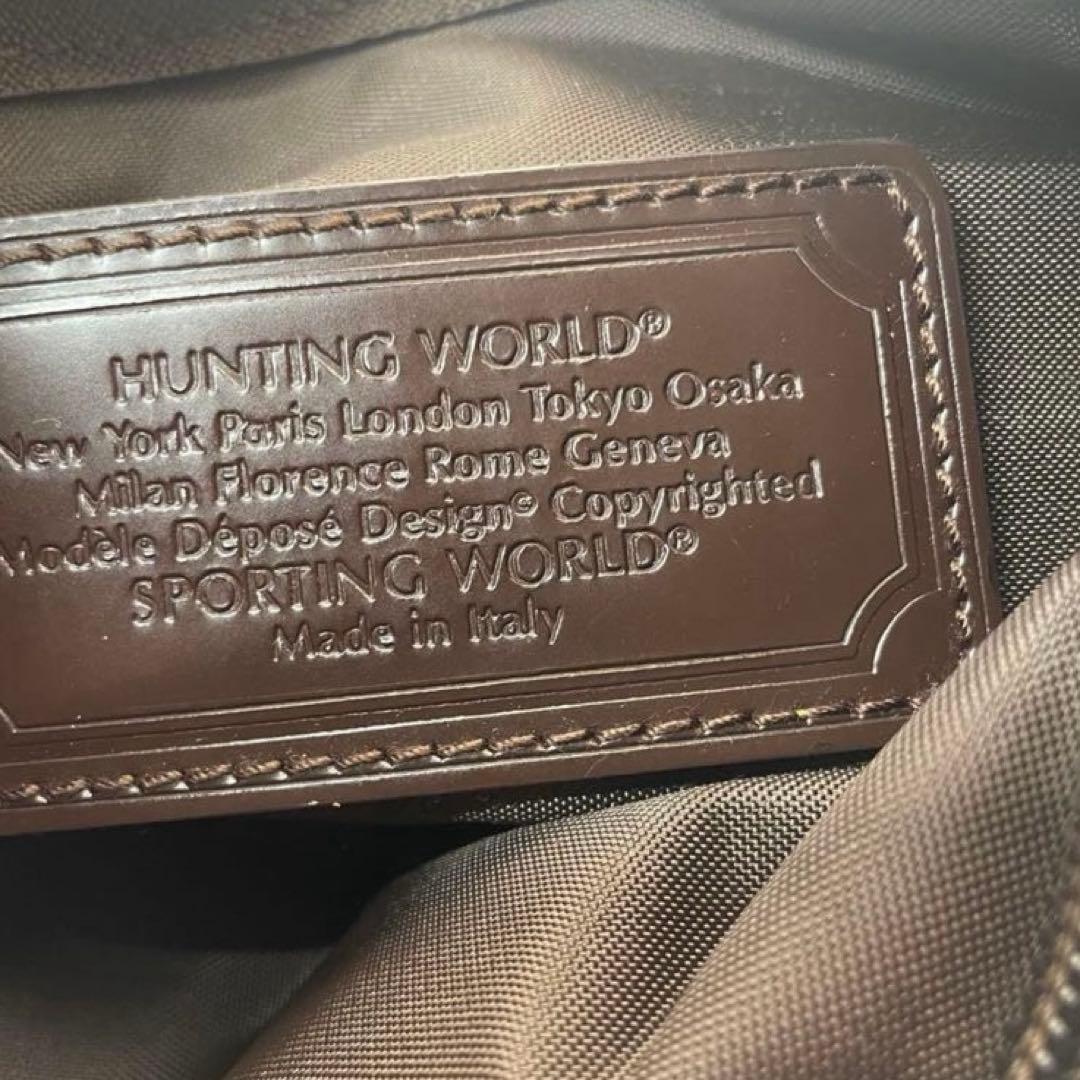 HUNTING WORLD®
New York Paris London Tokyo Osaka
Milan Florence Rome Geneva
Modèle Déposé Design© Copyrighted
SPORTING WORLD®
Made in Italy